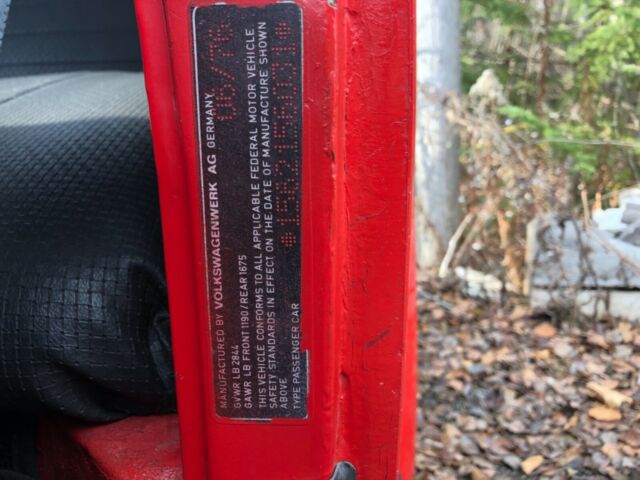 MANUFACTURED BY VOLKSWAGENWERK AG GERMANY 06/76
GVWR LB 2844
GAWR LB FRONT 1190/REAR 1675
THIS VEHICLE CONFORMS TO ALL APPLICABLE FEDERAL MOTOR VEHICLE
SAFETY STANDARDS IN EFFECT ON THE DATE OF MANUFACTURE SHOWN
ABOVE *1562156031*
TYPE PASSENGER CAR